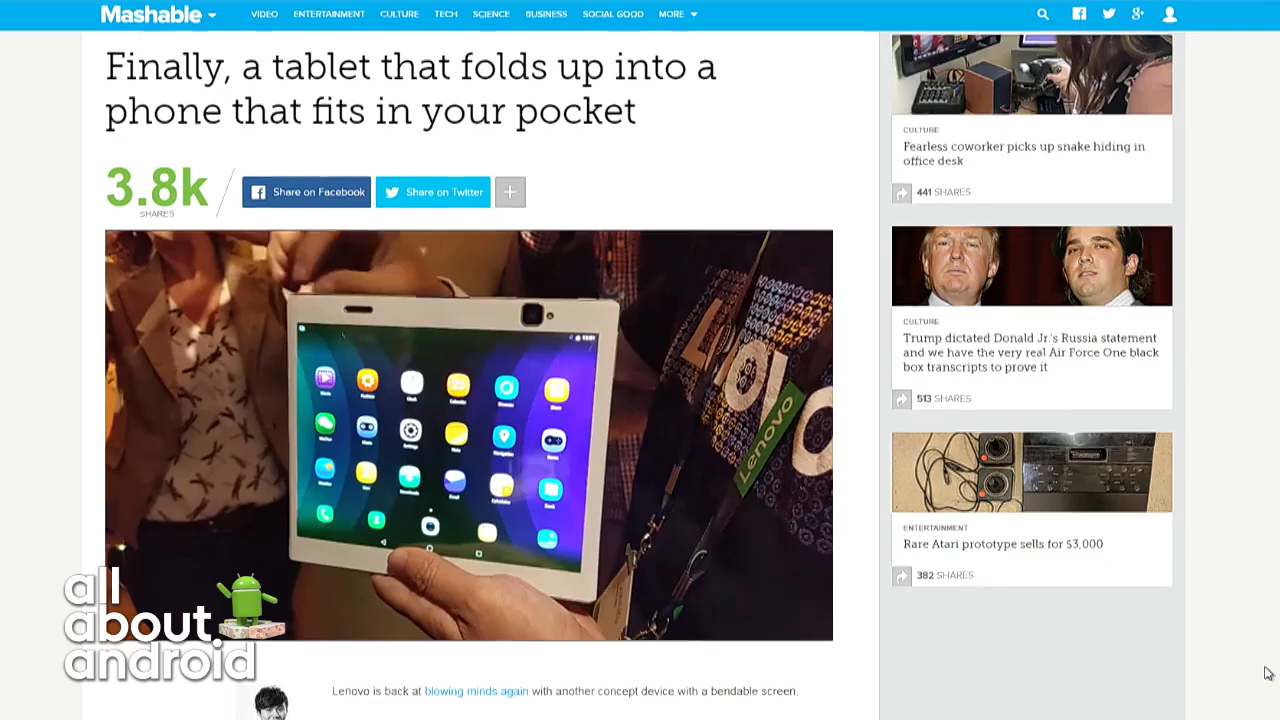 Mashable
VIDEO ENTERTAINMENT CULTURE TECH SCIENCE BUSINESS SOCIAL GOOD MORE
Finally, a tablet that folds up into a
phone that fits in your pocket
3.8k
SHARES
Share on Facebook
Share on Twitter
+
Lenovo
all
about
android
Lenovo is back at blowing minds again with another concept device with a bendable screen.
CULTURE
Fearless coworker picks up snake hiding in
office desk
441 SHARES
CULTURE
Trump dictated Donald Jr.'s Russia statement
and we have the very real Air Force One black
box transcripts to prove it
513 SHARES
ENTERTAINMENT
Rare Atari prototype sells for $3,000
382 SHARES